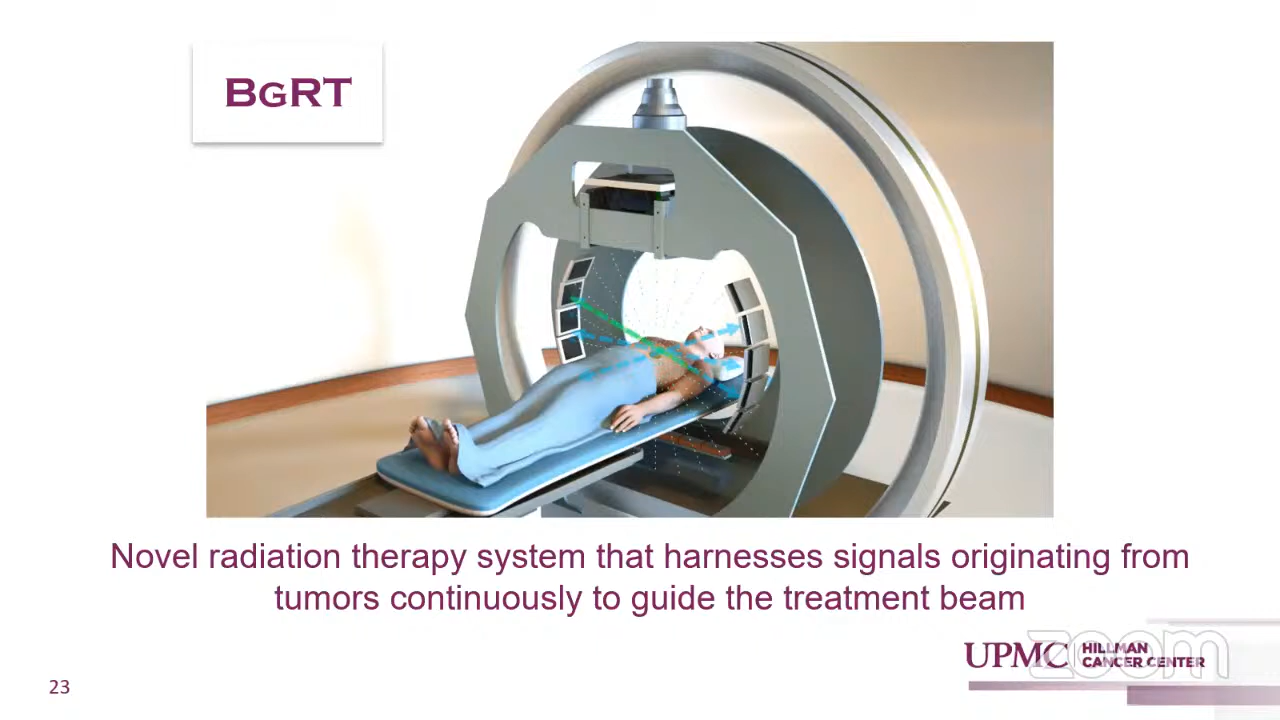 BgRT
Novel radiation therapy system that harnesses signals originating from
tumors continuously to guide the treatment beam
zoom
UPMC HILLMAN
CANCER CENTER
23